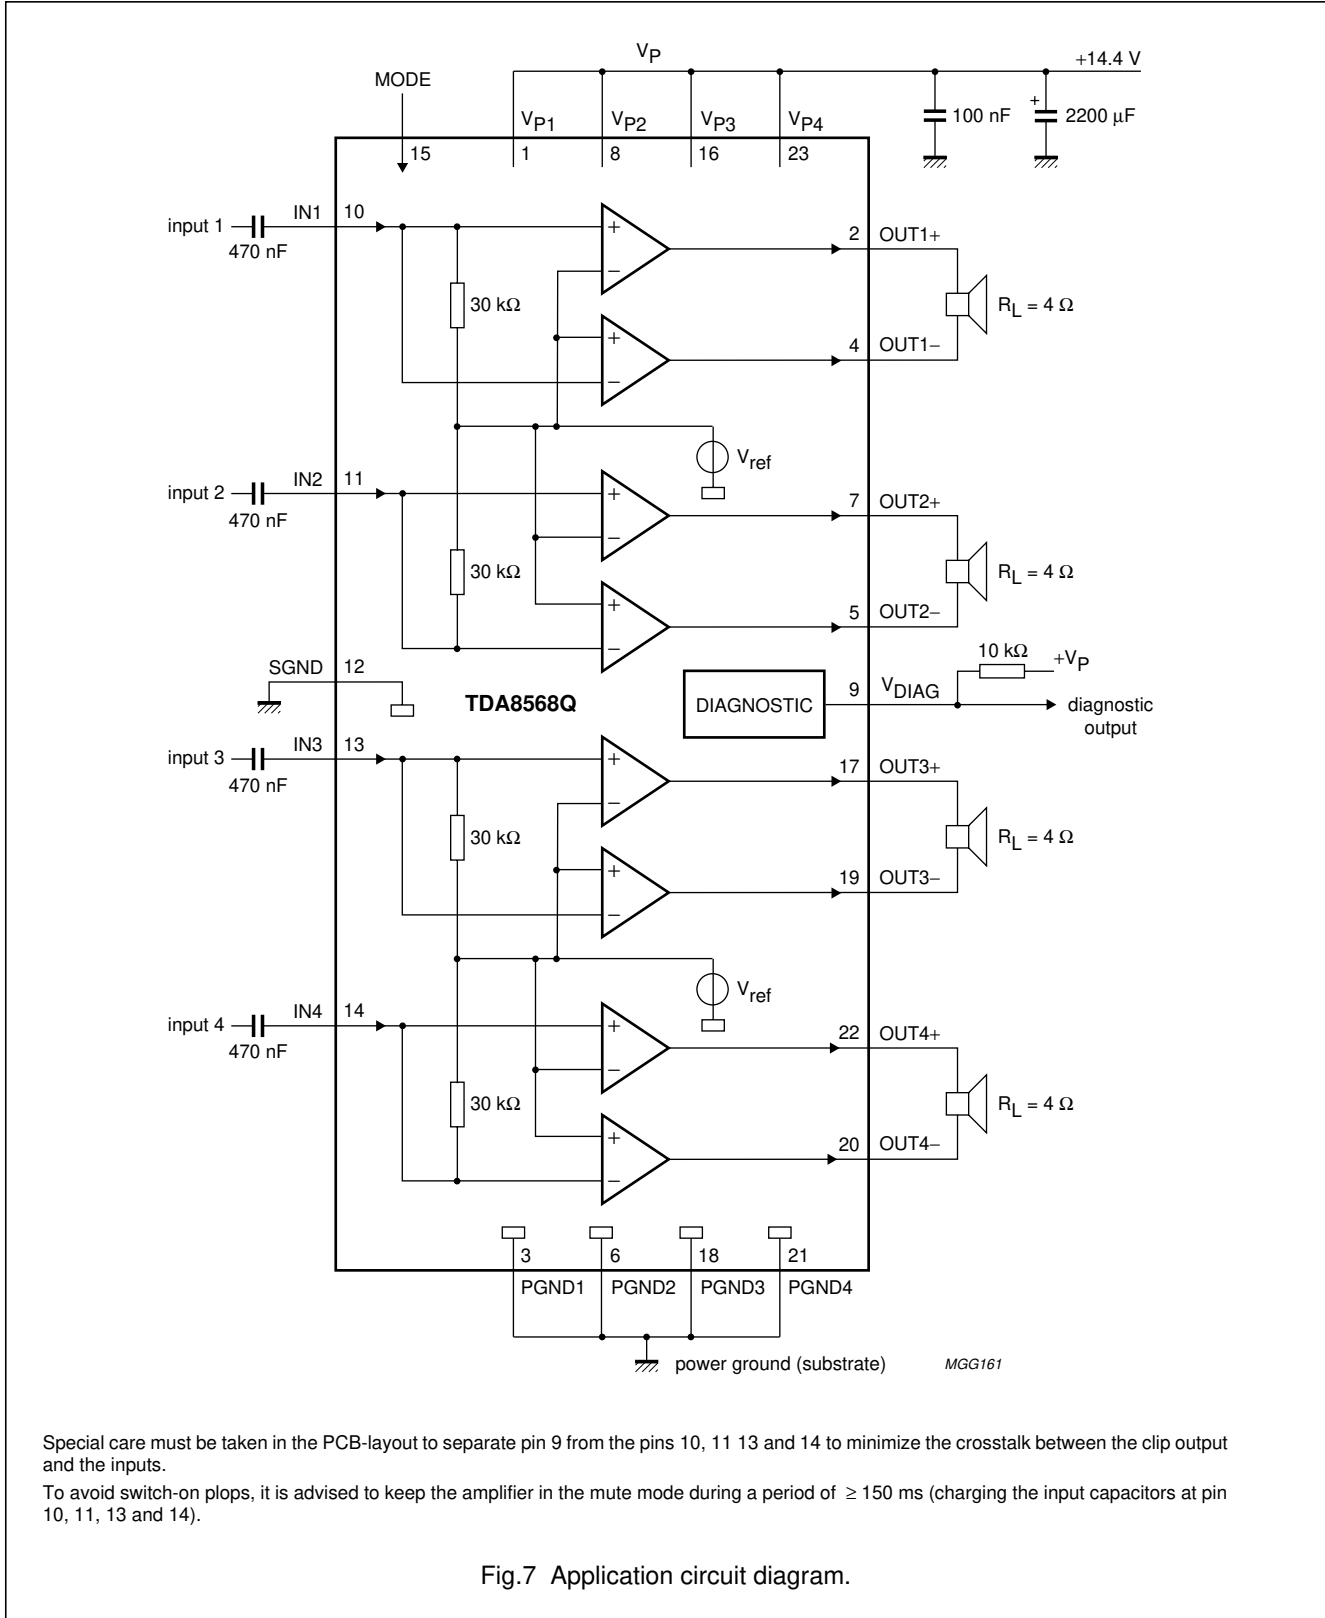 V_P
+14.4 V
MODE
100 nF
+
2200 µF
V_P1 V_P2 V_P3 V_P4
15 1 8 16 23
input 1
470 nF
IN1
10
+
−
2 OUT1+
30 kΩ
R_L = 4 Ω
+
−
4 OUT1−
V_ref
input 2
470 nF
IN2
11
+
−
7 OUT2+
30 kΩ
R_L = 4 Ω
+
−
5 OUT2−
SGND
12
TDA8568Q
DIAGNOSTIC
9 V_DIAG
10 kΩ
+V_P
diagnostic
output
input 3
470 nF
IN3
13
+
−
17 OUT3+
30 kΩ
R_L = 4 Ω
+
−
19 OUT3−
V_ref
input 4
470 nF
IN4
14
+
−
22 OUT4+
30 kΩ
R_L = 4 Ω
+
−
20 OUT4−
3 6 18 21
PGND1 PGND2 PGND3 PGND4
power ground (substrate)
MGG161
Special care must be taken in the PCB-layout to separate pin 9 from the pins 10, 11 13 and 14 to minimize the crosstalk between the clip output
and the inputs.
To avoid switch-on plops, it is advised to keep the amplifier in the mute mode during a period of ≥ 150 ms (charging the input capacitors at pin
10, 11, 13 and 14).
Fig.7 Application circuit diagram.